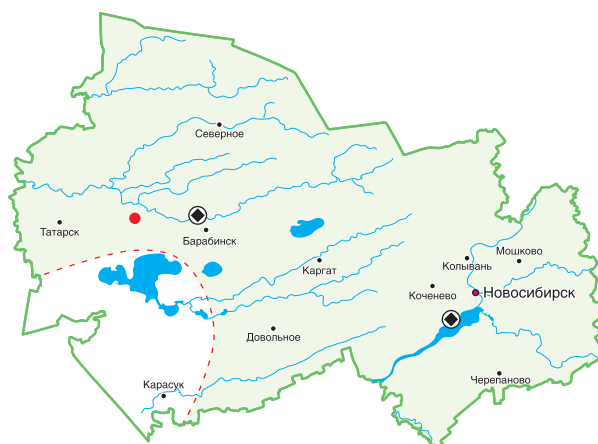 Северное
Татарск
Барабинск
Мошково
Колывань
Каргат
Коченево
Новосибирск
Довольное
Черепаново
Карасук